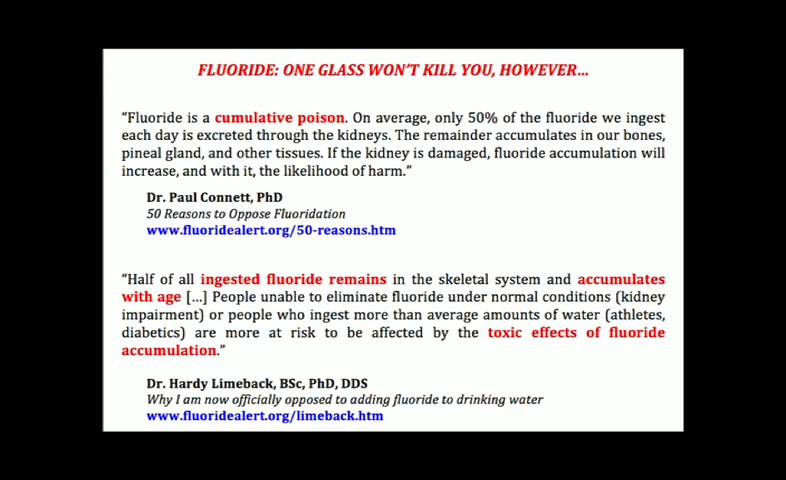 FLUORIDE: ONE GLASS WON'T KILL YOU, HOWEVER…
“Fluoride is a cumulative poison. On average, only 50% of the fluoride we ingest
each day is excreted through the kidneys. The remainder accumulates in our bones,
pineal gland, and other tissues. If the kidney is damaged, fluoride accumulation will
increase, and with it, the likelihood of harm.”
Dr. Paul Connett, PhD
50 Reasons to Oppose Fluoridation
www.fluoridealert.org/50-reasons.htm
“Half of all ingested fluoride remains in the skeletal system and accumulates
with age […] People unable to eliminate fluoride under normal conditions (kidney
impairment) or people who ingest more than average amounts of water (athletes,
diabetics) are more at risk to be affected by the toxic effects of fluoride
accumulation.”
Dr. Hardy Limeback, BSc, PhD, DDS
Why I am now officially opposed to adding fluoride to drinking water
www.fluoridealert.org/limeback.htm